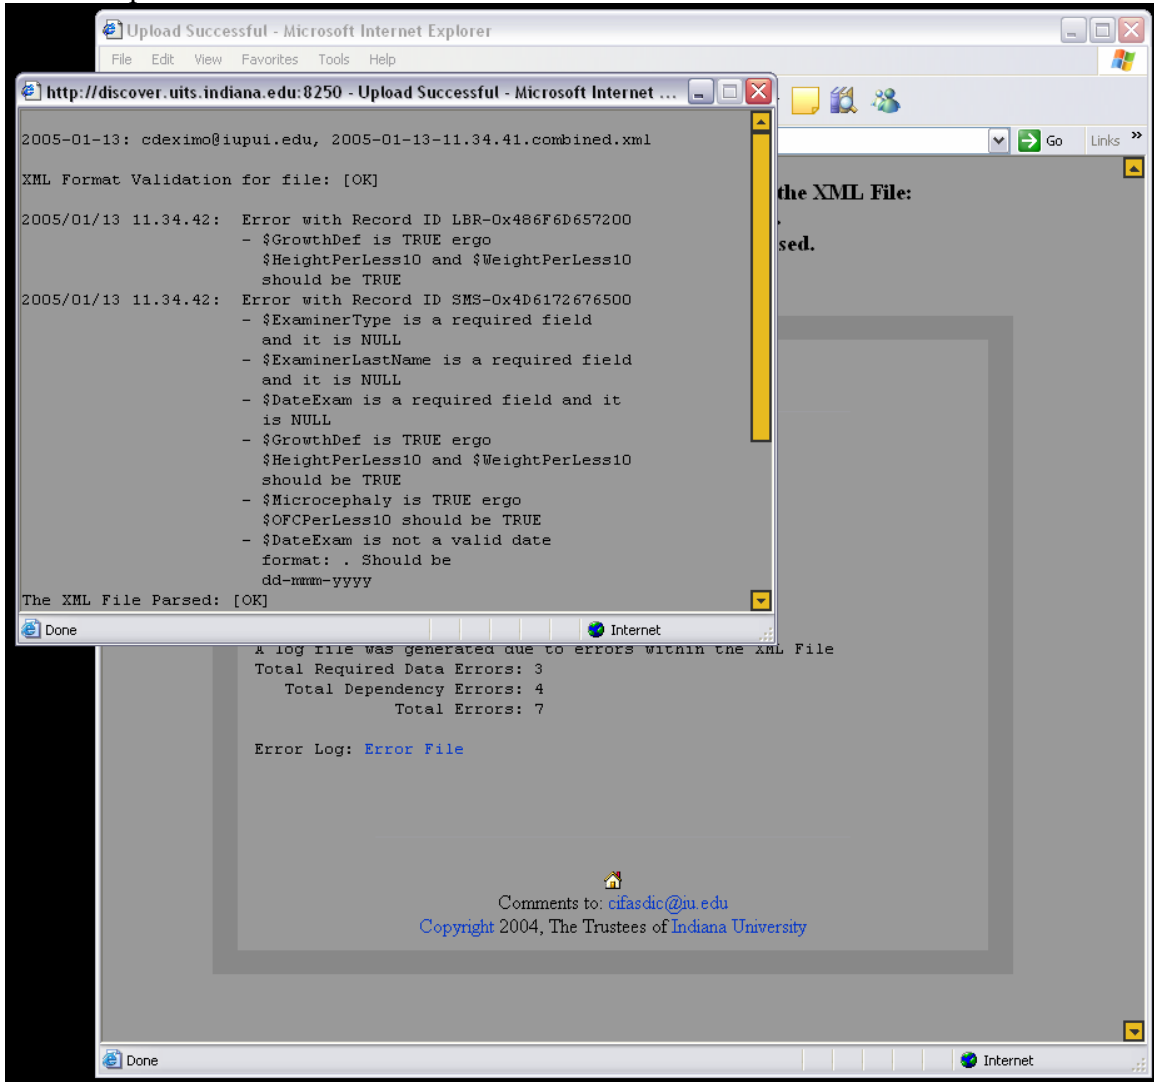 Upload Successful - Microsoft Internet Explorer
File Edit View Favorites Tools Help
http://discover.uits.indiana.edu:8250 - Upload Successful - Microsoft Internet ...
2005-01-13: cdeximo@iupui.edu, 2005-01-13-11.34.41.combined.xml
Go Links »
XML Format Validation for file: [OK]
the XML File:
2005/01/13 11.34.42: Error with Record ID LBR-0x486F6D657200
- $GrowthDef is TRUE ergo
sed.
$HeightPerLess10 and $WeightPerLess10
should be TRUE
2005/01/13 11.34.42: Error with Record ID SMS-0x4D6172676500
- $ExaminerType is a required field
and it is NULL
- $ExaminerLastName is a required field
and it is NULL
- $DateExam is a required field and it
is NULL
- $GrowthDef is TRUE ergo
$HeightPerLess10 and $WeightPerLess10
should be TRUE
- $Microcephaly is TRUE ergo
$OFCPerLess10 should be TRUE
- $DateExam is not a valid date
format: . Should be
dd-mmm-yyyy
The XML File Parsed: [OK]
Done Internet
A log file was generated due to errors within the XML File
Total Required Data Errors: 3
Total Dependency Errors: 4
Total Errors: 7
Error Log: Error File
Comments to: cifasdic@iu.edu
Copyright 2004, The Trustees of Indiana University
Done Internet